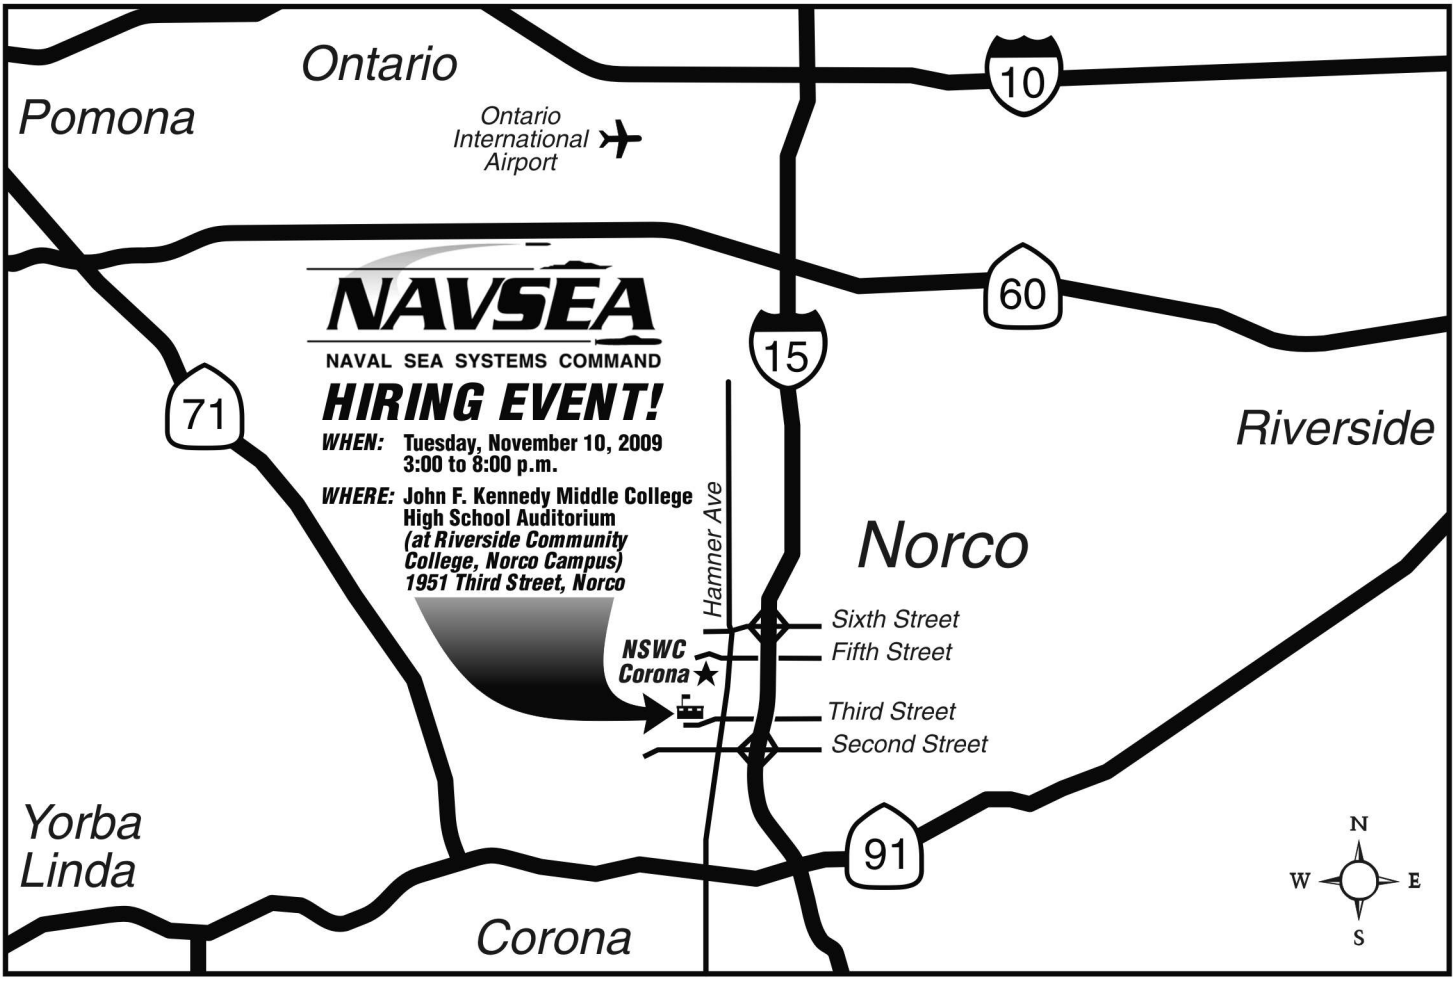 Ontario
10
Pomona
Ontario
International
Airport
60
NAVSEA
NAVAL SEA SYSTEMS COMMAND
15
HIRING EVENT!
71
WHEN: Tuesday, November 10, 2009
3:00 to 8:00 p.m.
Riverside
WHERE: John F. Kennedy Middle College
High School Auditorium
(at Riverside Community
College, Norco Campus)
1951 Third Street, Norco
Hamner Ave
Norco
Sixth Street
NSWC
Corona
Fifth Street
Third Street
Second Street
Yorba
Linda
91
Corona
N
W E
S